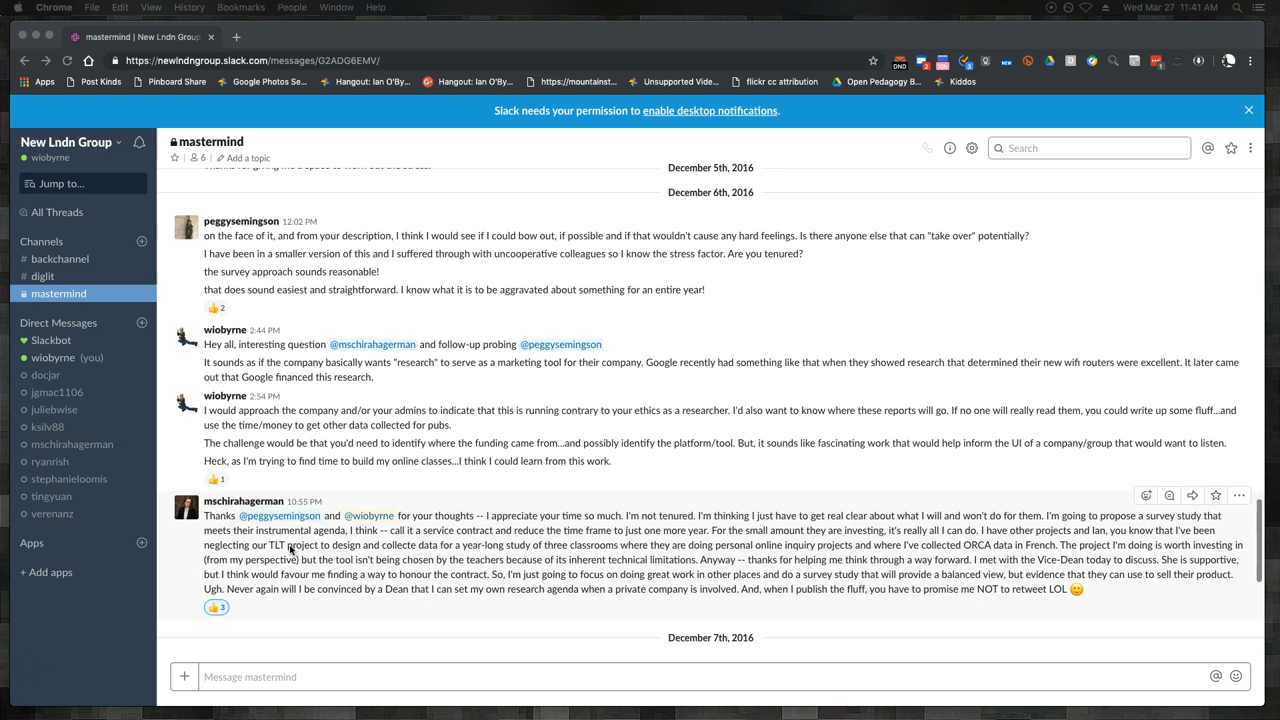 Chrome File Edit View History Bookmarks People Window Help Wed Mar 27 11:41 AM
mastermind | New Lndn Group
https://newlndngroup.slack.com/messages/G2ADG6EMV/
Apps Post Kinds Pinboard Share Google Photos Se... Hangout: Ian O'By... Hangout: Ian O'By... https://mountainst... Unsupported Vide... flickr cc attribution Open Pedagogy B... Kiddos
Slack needs your permission to enable desktop notifications.
New Lndn Group
wiobyrne
Jump to...
All Threads
Channels
# backchannel
# diglit
mastermind
Direct Messages
Slackbot
wiobyrne (you)
docjar
jgmac1106
juliebwise
ksilv88
mschirahagerman
ryanrish
stephanieloomis
tingyuan
verenanz
Apps
+ Add apps
mastermind
6 Add a topic
Search
December 5th, 2016
December 6th, 2016
peggysemingson 12:02 PM
on the face of it, and from your description, I think I would see if I could bow out, if possible and if that wouldn't cause any hard feelings. Is there anyone else that can "take over" potentially?
I have been in a smaller version of this and I suffered through with uncooperative colleagues so I know the stress factor. Are you tenured?
the survey approach sounds reasonable!
that does sound easiest and straightforward. I know what it is to be aggravated about something for an entire year!
2
wiobyrne 2:44 PM
Hey all, interesting question @mschirahagerman and follow-up probing @peggysemingson
It sounds as if the company basically wants "research" to serve as a marketing tool for their company. Google recently had something like that when they showed research that determined their new wifi routers were excellent. It later came
out that Google financed this research.
wiobyrne 2:54 PM
I would approach the company and/or your admins to indicate that this is running contrary to your ethics as a researcher. I'd also want to know where these reports will go. If no one will really read them, you could write up some fluff...and
use the time/money to get other data collected for pubs.
The challenge would be that you'd need to identify where the funding came from...and possibly identify the platform/tool. But, it sounds like fascinating work that would help inform the UI of a company/group that would want to listen.
Heck, as I'm trying to find time to build my online classes...I think I could learn from this work.
1
mschirahagerman 10:55 PM
Thanks @peggysemingson and @wiobyrne for your thoughts -- I appreciate your time so much. I'm not tenured. I'm thinking I just have to get real clear about what I will and won't do for them. I'm going to propose a survey study that
meets their instrumental agenda, I think -- call it a service contract and reduce the time frame to just one more year. For the small amount they are investing, it's really all I can do. I have other projects and Ian, you know that I've been
neglecting our TLT project to design and collecte data for a year-long study of three classrooms where they are doing personal online inquiry projects and where I've collected ORCA data in French. The project I'm doing is worth investing in
(from my perspective) but the tool isn't being chosen by the teachers because of its inherent technical limitations. Anyway -- thanks for helping me think through a way forward. I met with the Vice-Dean today to discuss. She is supportive,
but I think would favour me finding a way to honour the contract. So, I'm just going to focus on doing great work in other places and do a survey study that will provide a balanced view, but evidence that they can use to sell their product.
Ugh. Never again will I be convinced by a Dean that I can set my own research agenda when a private company is involved. And, when I publish the fluff, you have to promise me NOT to retweet LOL
3
December 7th, 2016
Message mastermind